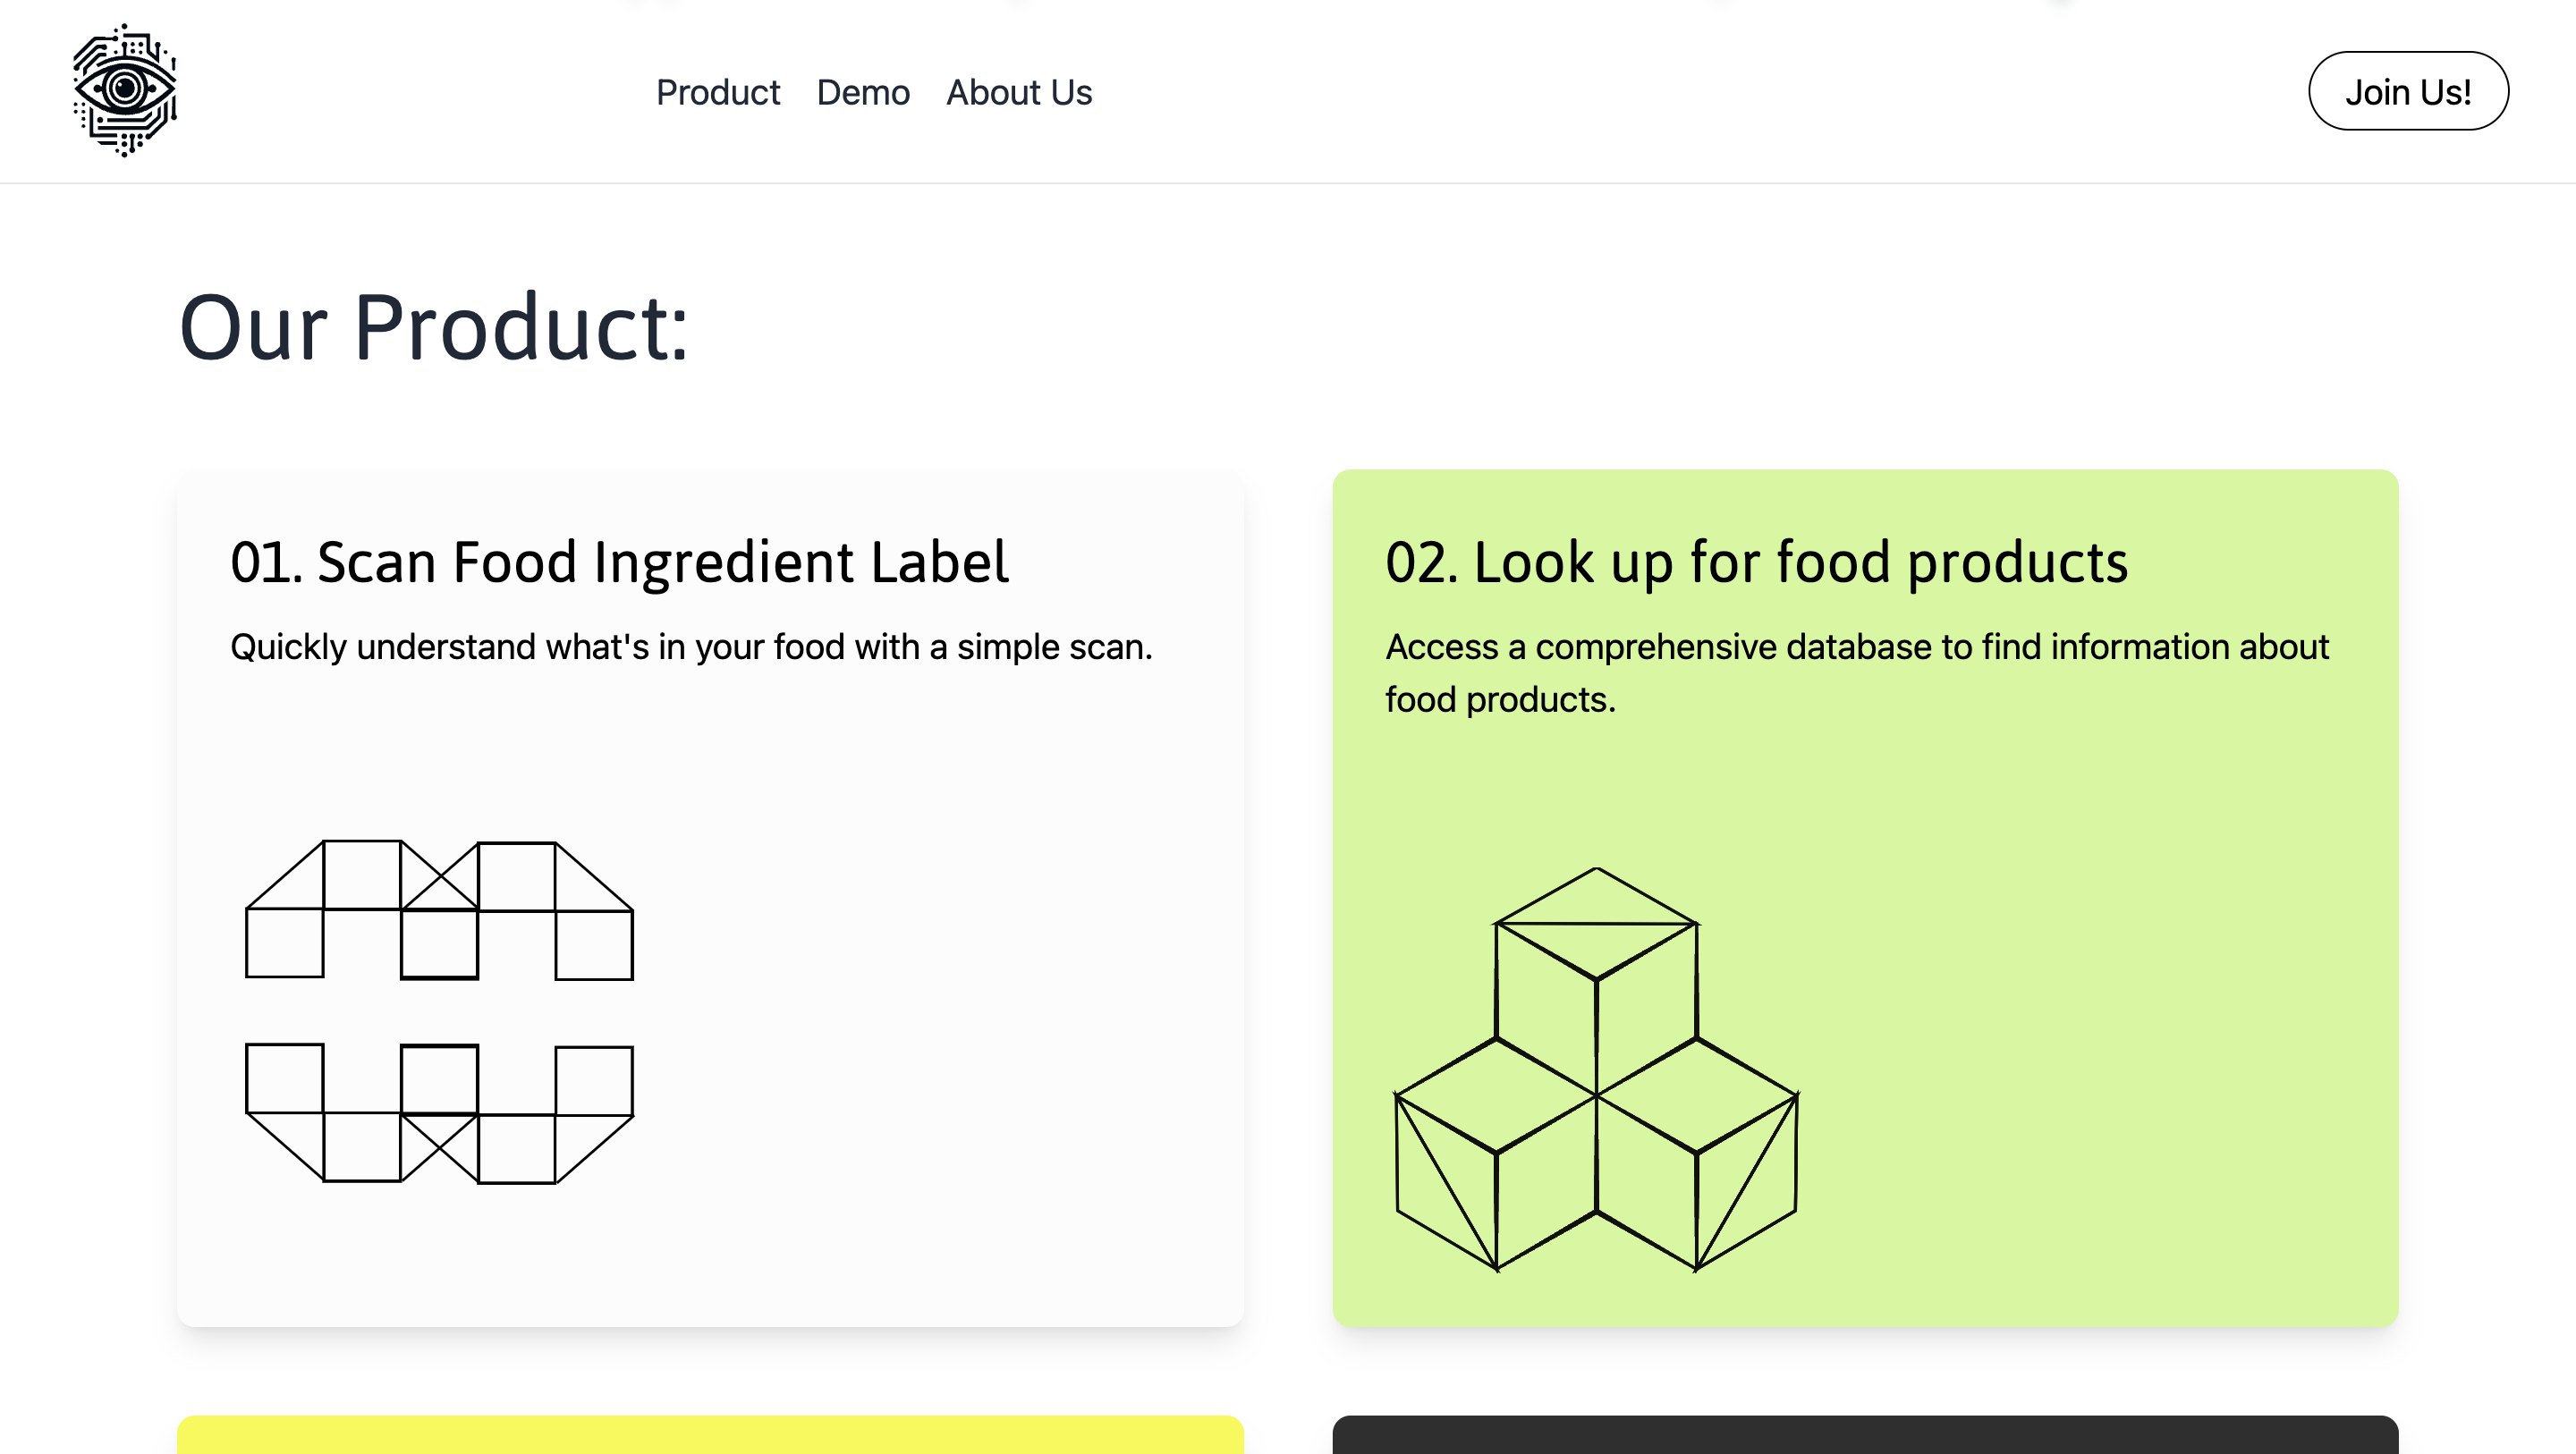 Product
Demo
About Us
Join Us!
Our Product:
01. Scan Food Ingredient Label
Quickly understand what's in your food with a simple scan.
02. Look up for food products
Access a comprehensive database to find information about
food products.